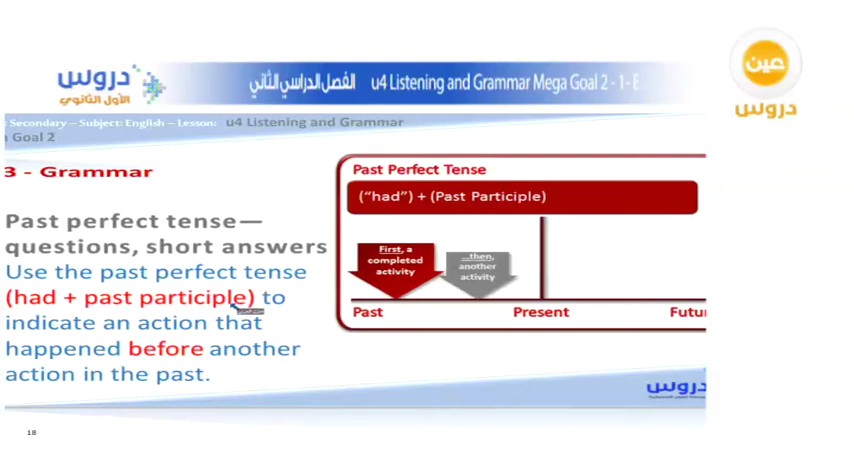 عين
دروس
دروس
الأول الثانوي
الفصل الدراسي الثاني u4 Listening and Grammar Mega Goal 2 - 1- E
Secondary – Subject: English – Lesson: u4 Listening and Grammar
Goal 2
3 - Grammar
Past perfect tense—
questions, short answers
Use the past perfect tense
(had + past participle) to
indicate an action that
happened before another
action in the past.
Past Perfect Tense
("had") + (Past Participle)
First, a
completed
activity
...then,
another
activity
Past Present Futur
دروس
18